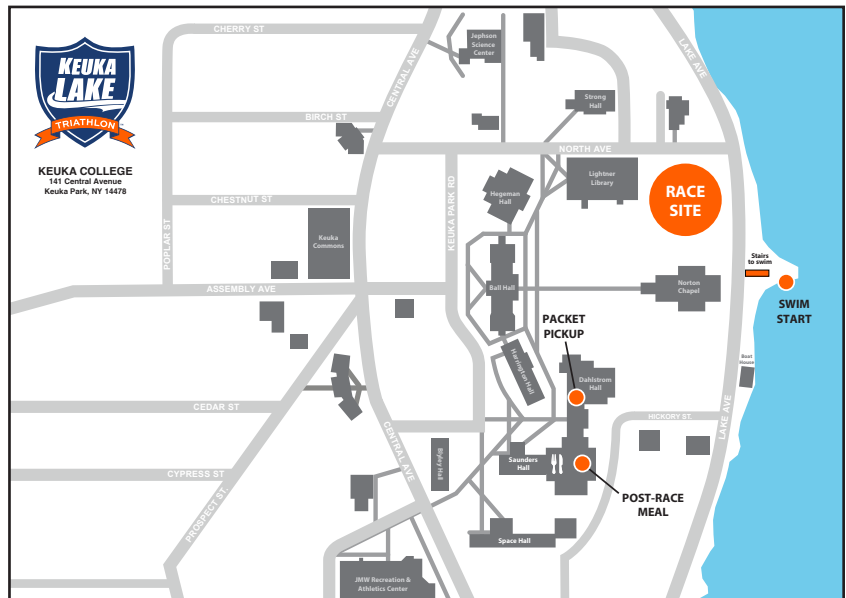 CHERRY ST
KEUKA
LAKE
TRIATHLON
KEUKA COLLEGE
141 Central Avenue
Keuka Park, NY 14478
CENTRAL AVE
Jephson
Science
Center
LAKE AVE
BIRCH ST
Strong
Hall
NORTH AVE
Lightner
Library
RACE
SITE
CHESTNUT ST
KEUKA PARK RD
Hegeman
Hall
POPLAR ST
Keuka
Commons
Stairs
to swim
ASSEMBLY AVE
Ball Hall
Norton
Chapel
SWIM
START
PACKET
PICKUP
Harrington Hall
Dahlstrom
Hall
Boat
House
CEDAR ST
HICKORY ST.
LAKE AVE
CENTRAL AVE
Blyley Hall
Saunders
Hall
CYPRESS ST
PROSPECT ST.
POST-RACE
MEAL
Space Hall
JMW Recreation &
Athletics Center